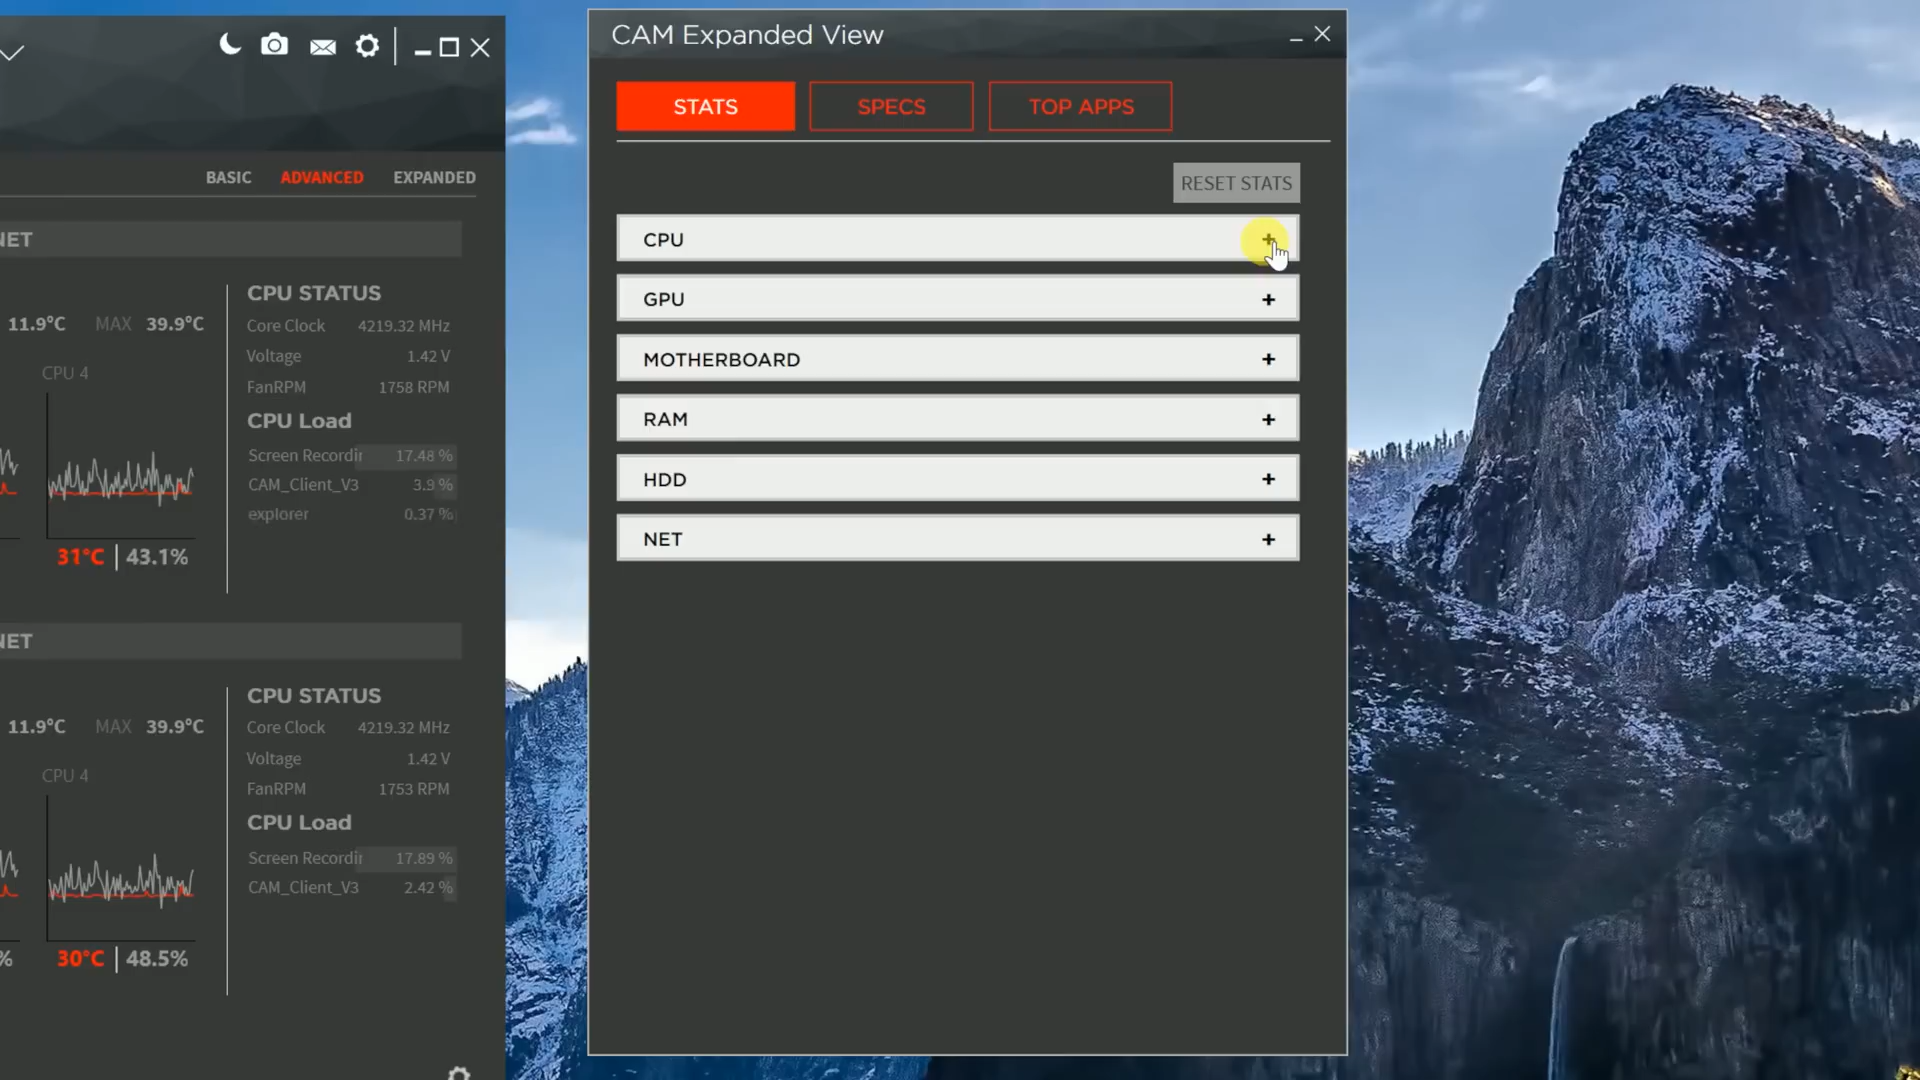 BASIC ADVANCED EXPANDED
NET
11.9°C MAX 39.9°C
CPU 4
31°C 43.1%
CPU STATUS
Core Clock 4219.32 MHz
Voltage 1.42 V
FanRPM 1758 RPM
CPU Load
Screen Recordin 17.48 %
CAM_Client_V3 3.9 %
explorer 0.37 %
NET
11.9°C MAX 39.9°C
CPU 4
% 30°C 48.5%
CPU STATUS
Core Clock 4219.32 MHz
Voltage 1.42 V
FanRPM 1753 RPM
CPU Load
Screen Recordin 17.89 %
CAM_Client_V3 2.42 %
CAM Expanded View
STATS SPECS TOP APPS
RESET STATS
CPU +
GPU +
MOTHERBOARD +
RAM +
HDD +
NET +